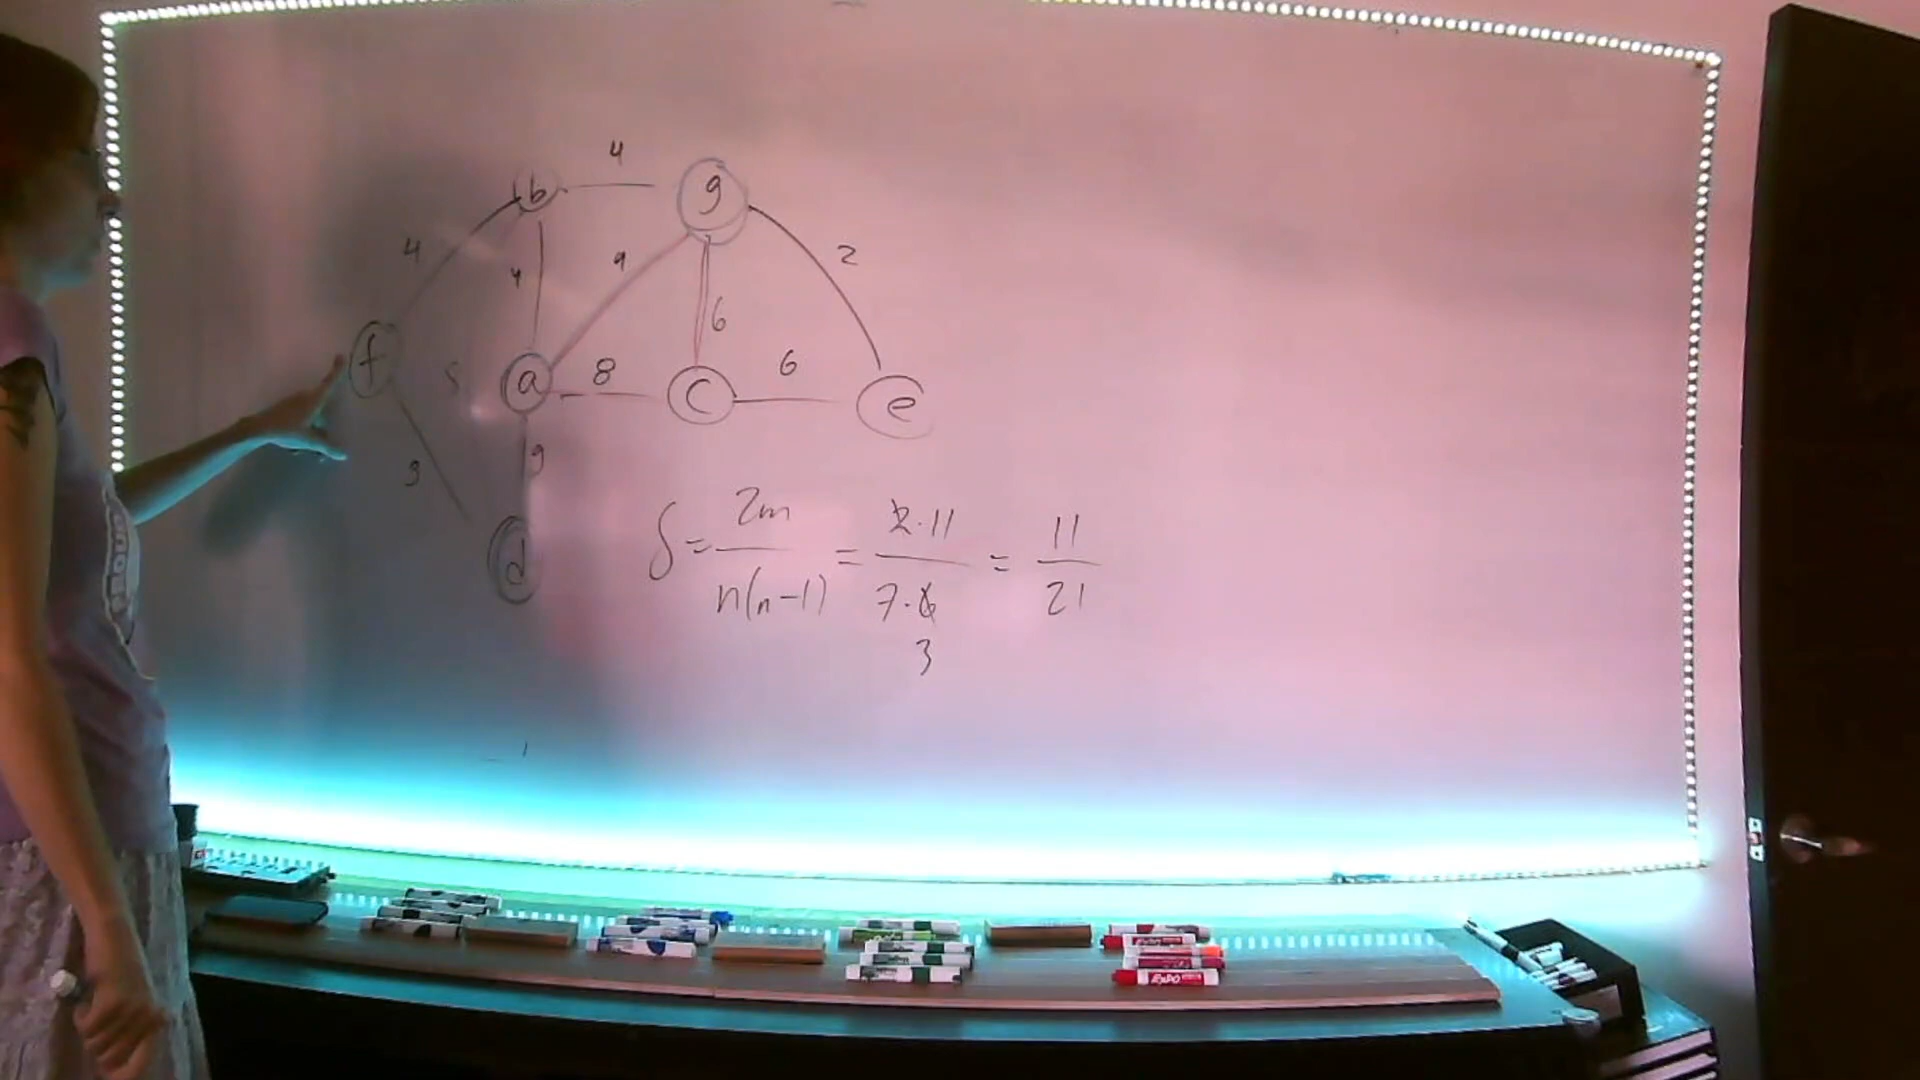 4
b
g
4
4
9
2
6
f
5
a
8
C
6
e
9
d
δ = 2m / n(n-1) = 2·11 / 7·6 = 11 / 21
3
EXPO